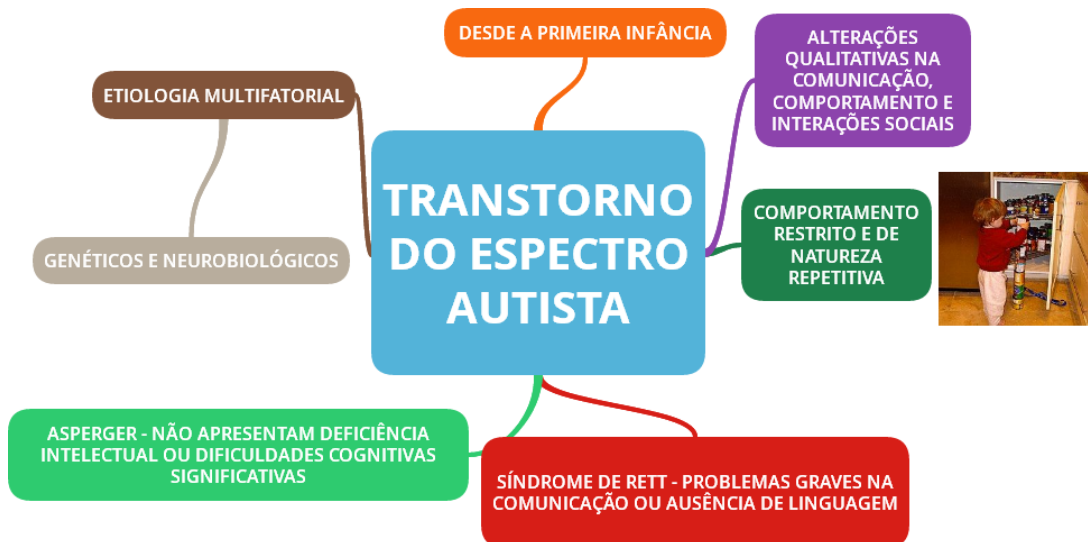 DESDE A PRIMEIRA INFÂNCIA
ALTERAÇÕES
QUALITATIVAS NA
COMUNICAÇÃO,
COMPORTAMENTO E
INTERAÇÕES SOCIAIS
ETIOLOGIA MULTIFATORIAL
TRANSTORNO
DO ESPECTRO
AUTISTA
COMPORTAMENTO
RESTRITO E DE
NATUREZA
REPETITIVA
GENÉTICOS E NEUROBIOLÓGICOS
ASPERGER - NÃO APRESENTAM DEFICIÊNCIA
INTELECTUAL OU DIFICULDADES COGNITIVAS
SIGNIFICATIVAS
SÍNDROME DE RETT - PROBLEMAS GRAVES NA
COMUNICAÇÃO OU AUSÊNCIA DE LINGUAGEM